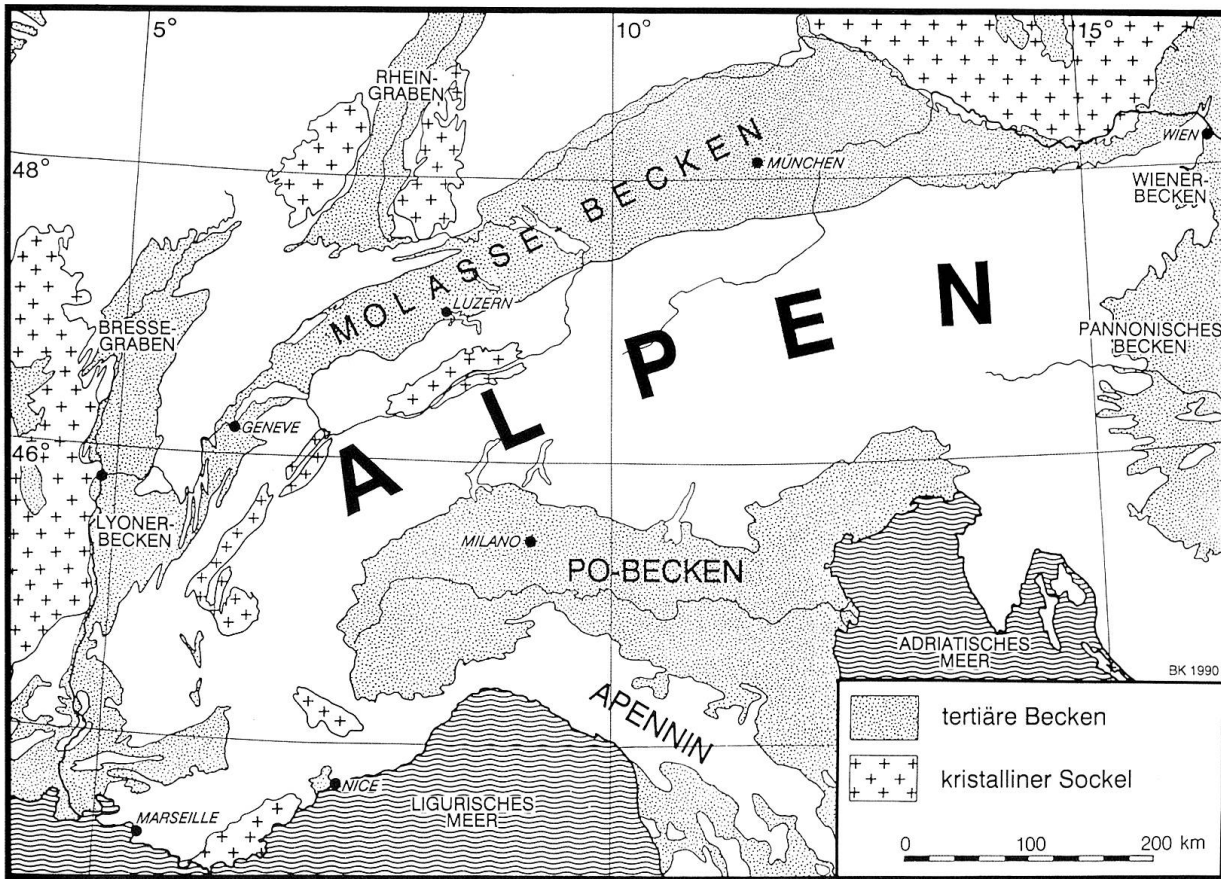 5°
10°
15°
RHEIN-
GRABEN
WIEN
48°
MÜNCHEN
WIENER-
BECKEN
MOLASSE-BECKEN
LUZERN
BRESSE-
GRABEN
PANNONISCHES
BECKEN
ALPEN
GENEVE
46°
LYONER-
BECKEN
MILANO
PO-BECKEN
ADRIATISCHES
MEER
BK 1990
APENNIN
NICE
LIGURISCHES
MEER
MARSEILLE
tertiäre Becken
kristalliner Sockel
0 100 200 km